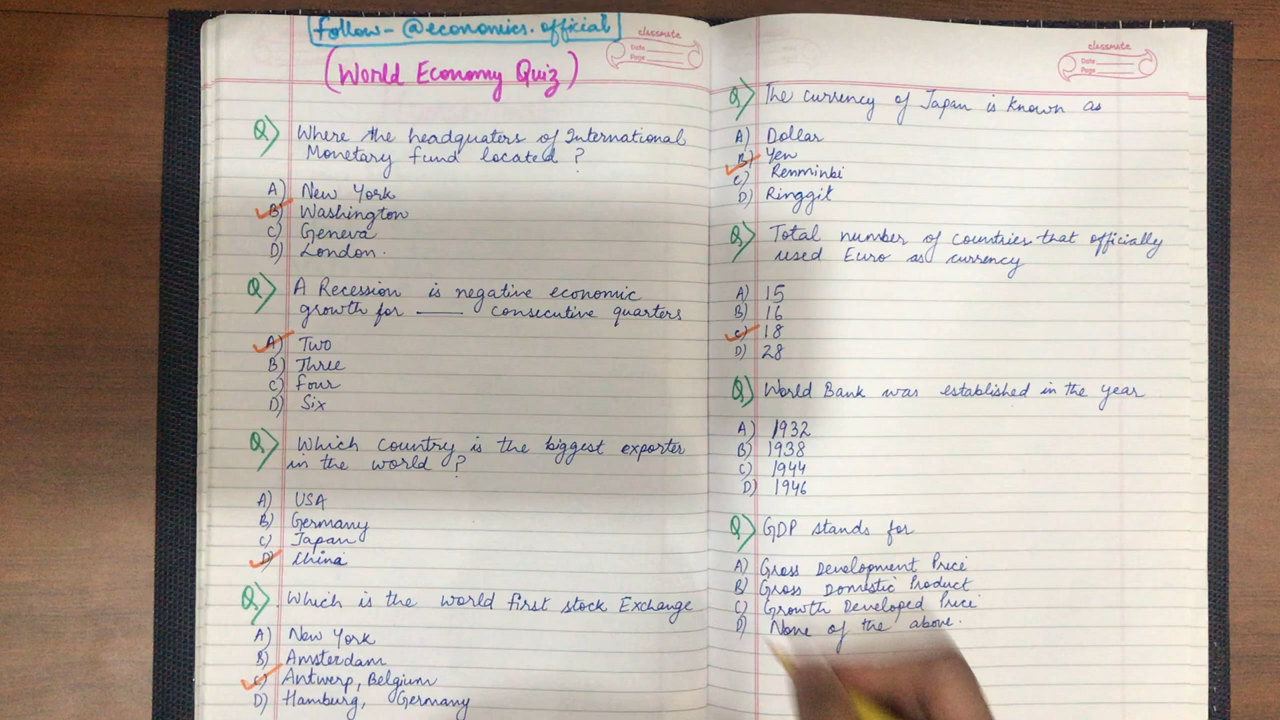 Follow - @economics.official
(World Economy Quiz)
classmate
Date
Page
Q) Where the headquaters of International
Monetary fund located ?
A) New York
B) Washington
C) Geneva
D) London.
Q) A Recession is negative economic
growth for ___ consecutive quarters
A) Two
B) Three
C) four
D) Six
Q) Which country is the biggest exporter
in the world ?
A) USA
B) Germany
C) Japan
D) China
Q) Which is the world first stock Exchange
A) New York
B) Amsterdam
C) Antwerp, Belgium
D) Hamburg, Germany
classmate
Date
Page
Q) The currency of Japan is known as
A) Dollar
B) Yen
C) Renminbi
D) Ringgit
Q) Total number of countries that officially
used Euro as currency
A) 15
B) 16
C) 18
D) 28
Q) World Bank was established in the year
A) 1932
B) 1938
C) 1944
D) 1946
Q) GDP stands for
A) Gross Development Price
B) Gross Domestic Product
C) Growth Developed Price
D) None of the above.